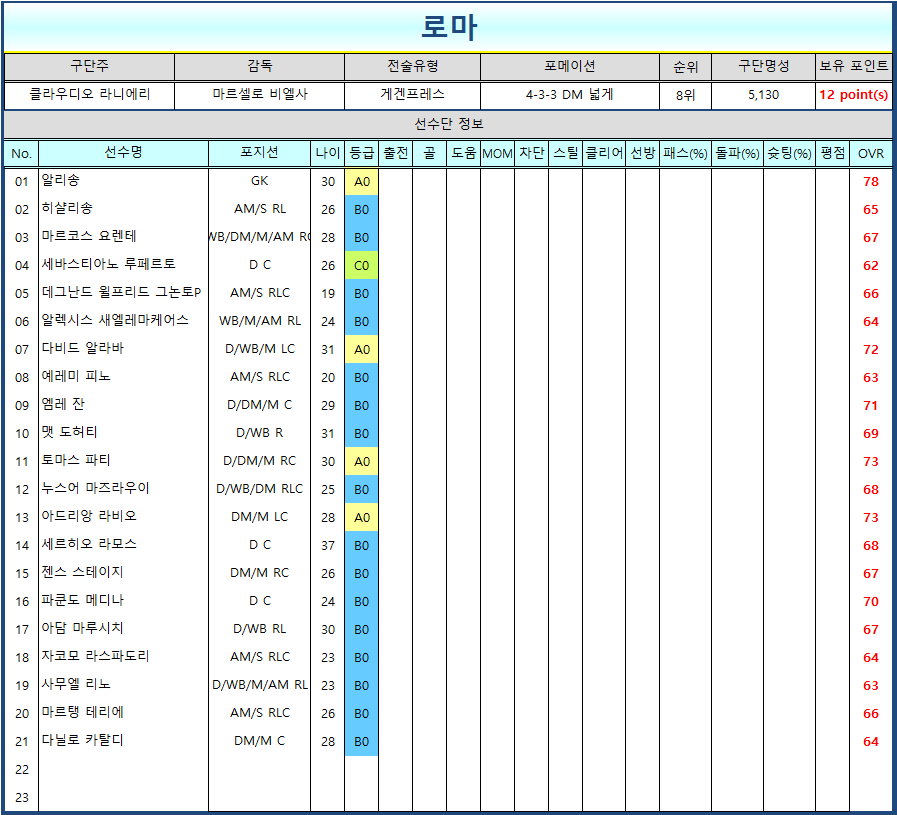 로마
구단주 감독 전술유형 포메이션 순위 구단명성 보유 포인트
클라우디오 라니에리 마르셀로 비엘사 게겐프레스 4-3-3 DM 넓게 8위 5,130 12 point(s)
선수단 정보
No. 선수명 포지션 나이 등급 출전 골 도움 MOM 차단 스틸 클리어 선방 패스(%) 돌파(%) 슛팅(%) 평점 OVR
01 알리송 GK 30 A0 78
02 히샬리송 AM/S RL 26 B0 65
03 마르코스 요렌테 WB/DM/M/AM RC 28 B0 67
04 세바스티아노 루페르토 D C 26 C0 62
05 데그난드 윌프리드 그논토P AM/S RLC 19 B0 66
06 알렉시스 새엘레마케어스 WB/M/AM RL 24 B0 64
07 다비드 알라바 D/WB/M LC 31 A0 72
08 예레미 피노 AM/S RLC 20 B0 63
09 엠레 잔 D/DM/M C 29 B0 71
10 맷 도허티 D/WB R 31 B0 69
11 토마스 파티 D/DM/M RC 30 A0 73
12 누스어 마즈라우이 D/WB/DM RLC 25 B0 68
13 아드리앙 라비오 DM/M LC 28 A0 73
14 세르히오 라모스 D C 37 B0 68
15 젠스 스테이지 DM/M RC 26 B0 67
16 파쿤도 메디나 D C 24 B0 70
17 아담 마루시치 D/WB RL 30 B0 67
18 자코모 라스파도리 AM/S RLC 23 B0 64
19 사무엘 리노 D/WB/M/AM RL 23 B0 63
20 마르탱 테리에 AM/S RLC 26 B0 66
21 다닐로 카탈디 DM/M C 28 B0 64
22
23